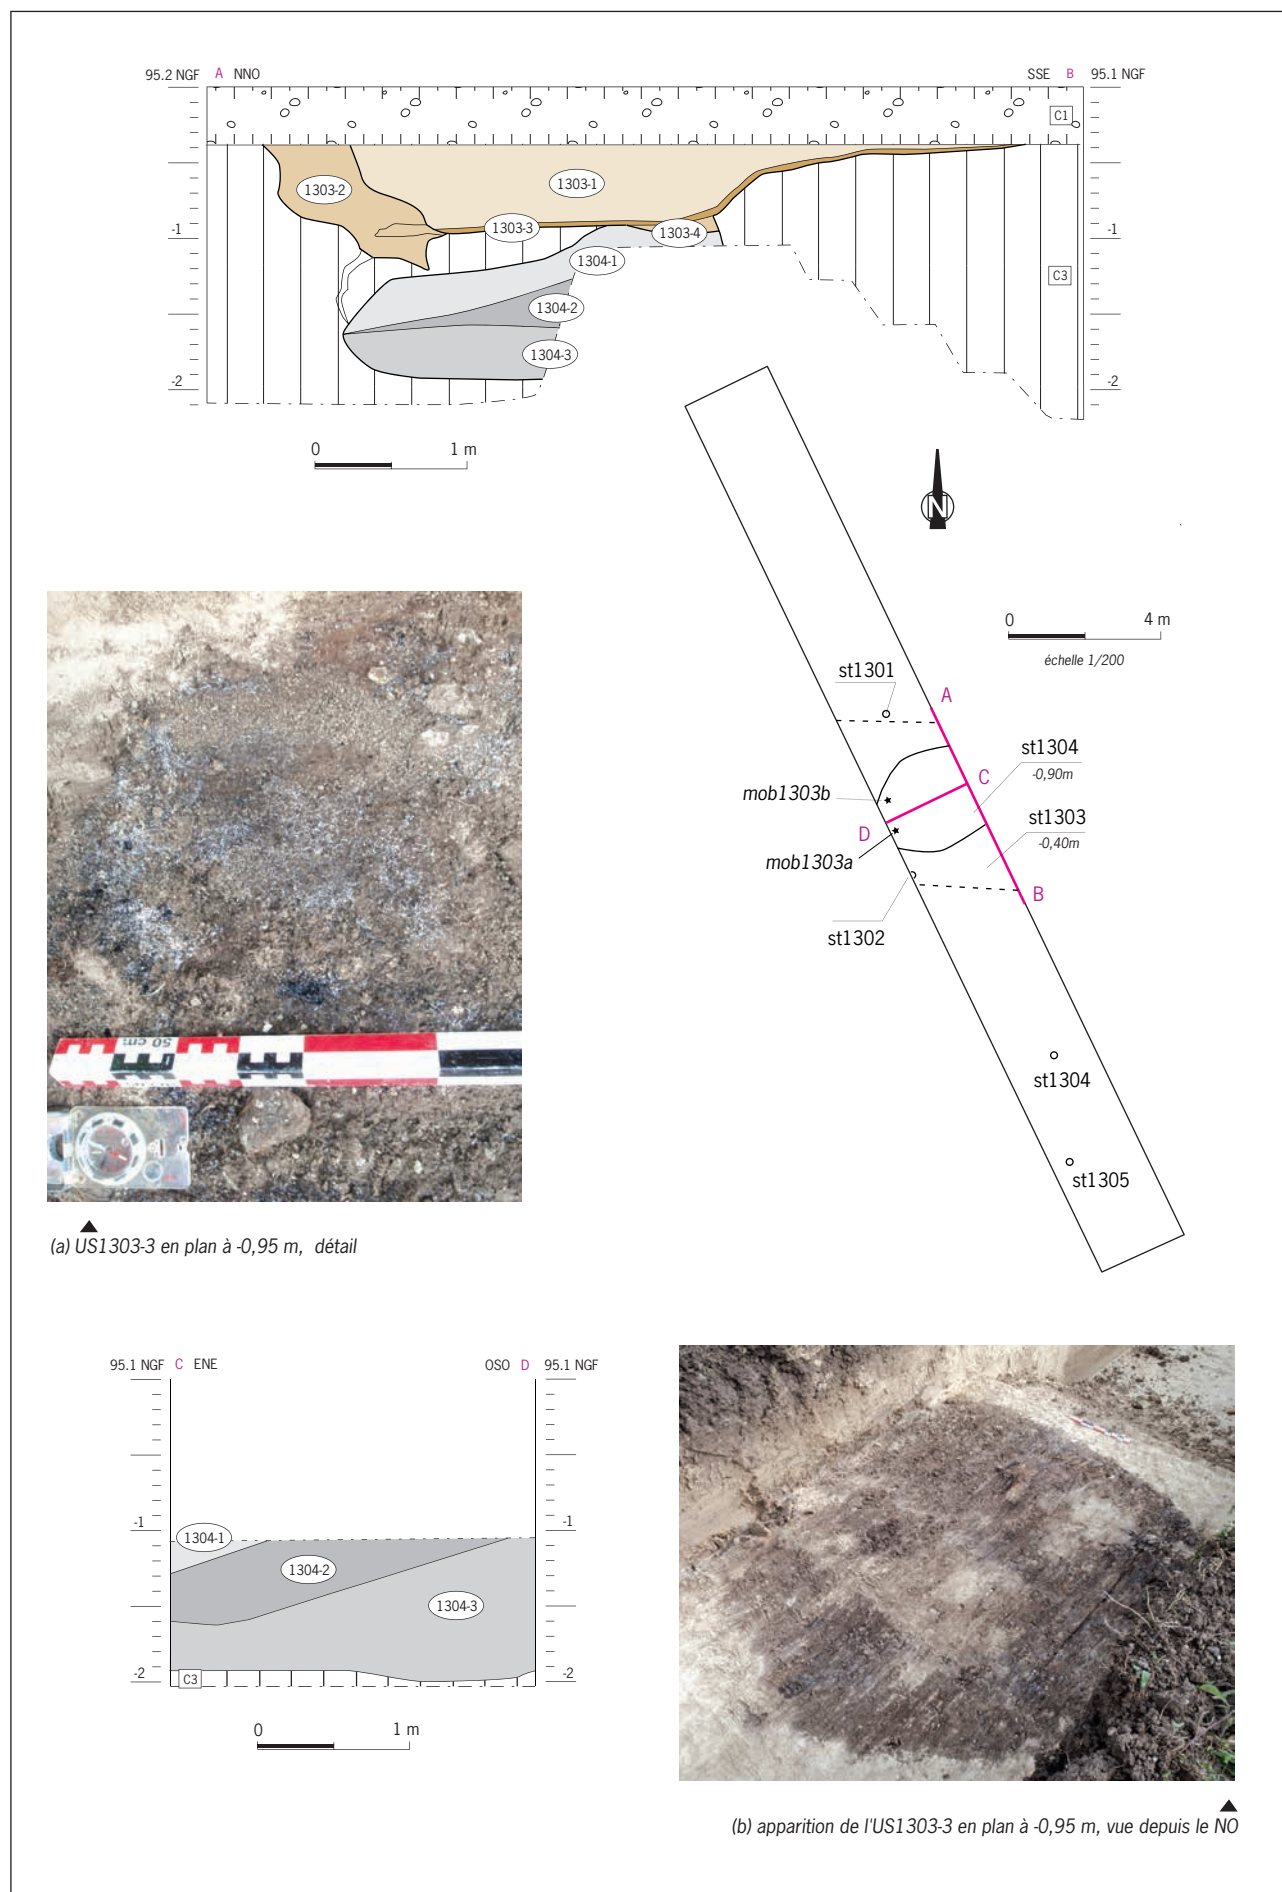 95.2 NGF A NNO SSE B 95.1 NGF
C1
1303-2
1303-1
1303-3
1303-4
-1 -1
1304-1
C3
1304-2
1304-3
-2 -2
0 1 m
N
0 4 m
échelle 1/200
st1301
A
st1304
-0,90m
C
mob1303b
st1303
-0,40m
D
mob1303a
B
st1302
st1304
st1305
50 cm
(a) US1303-3 en plan à -0,95 m, détail
95.1 NGF C ENE OSO D 95.1 NGF
-1 -1
1304-1
1304-2
1304-3
-2 -2
C3
0 1 m
(b) apparition de l'US1303-3 en plan à -0,95 m, vue depuis le NO